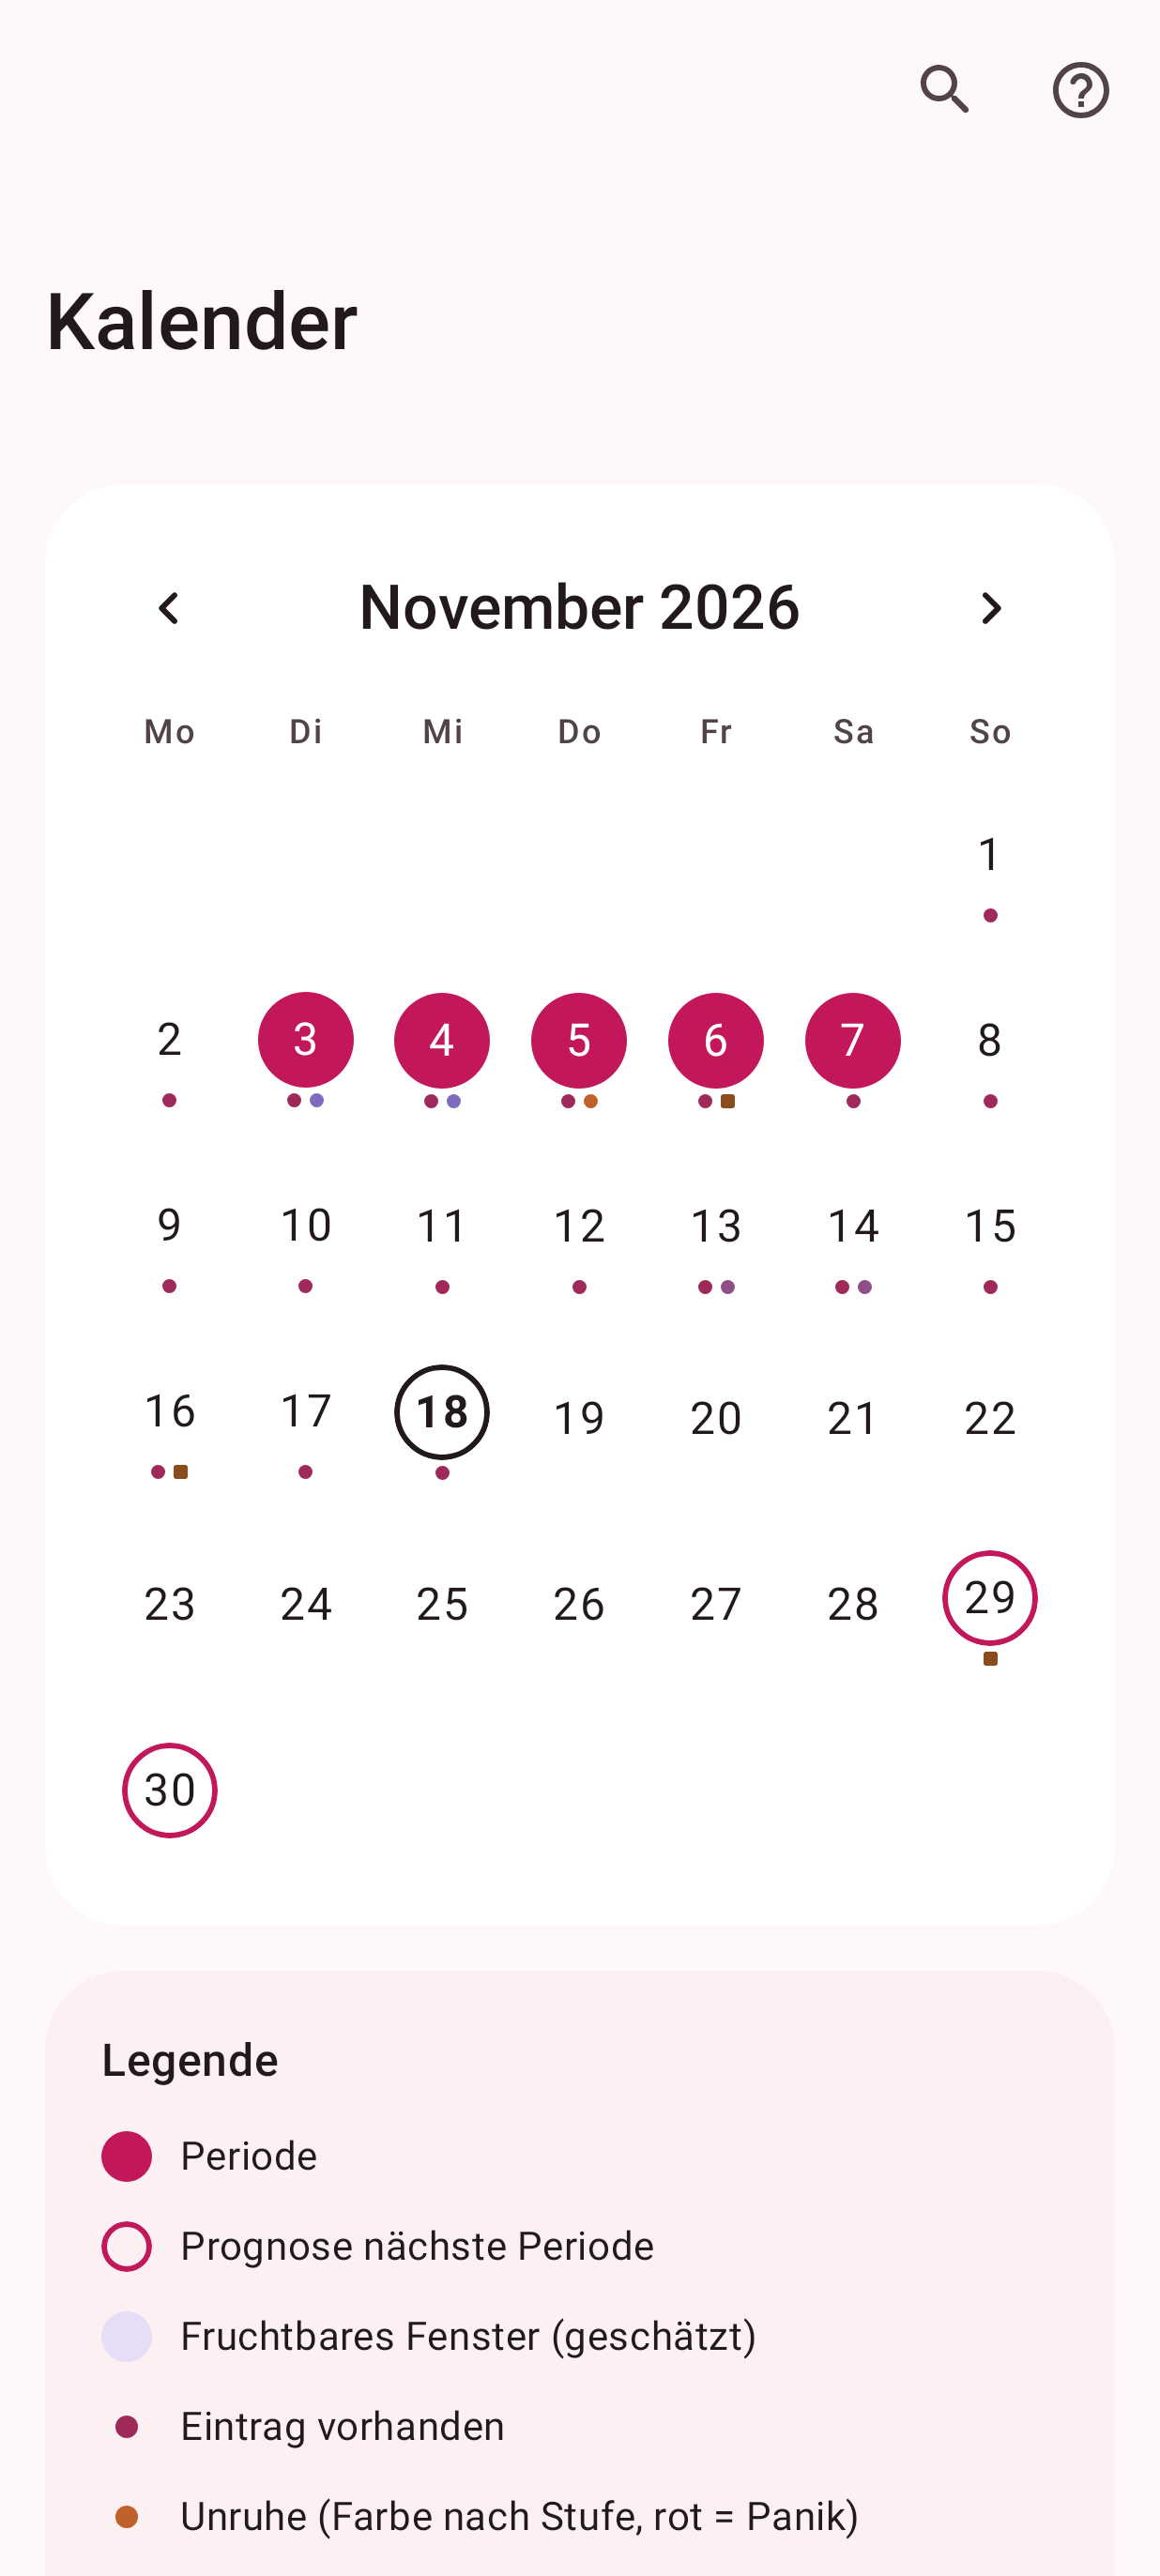 Kalender
November 2026
Mo Di Mi Do Fr Sa So
1
2 3 4 5 6 7 8
9 10 11 12 13 14 15
16 17 18 19 20 21 22
23 24 25 26 27 28 29
30
Legende
Periode
Prognose nächste Periode
Fruchtbares Fenster (geschätzt)
Eintrag vorhanden
Unruhe (Farbe nach Stufe, rot = Panik)